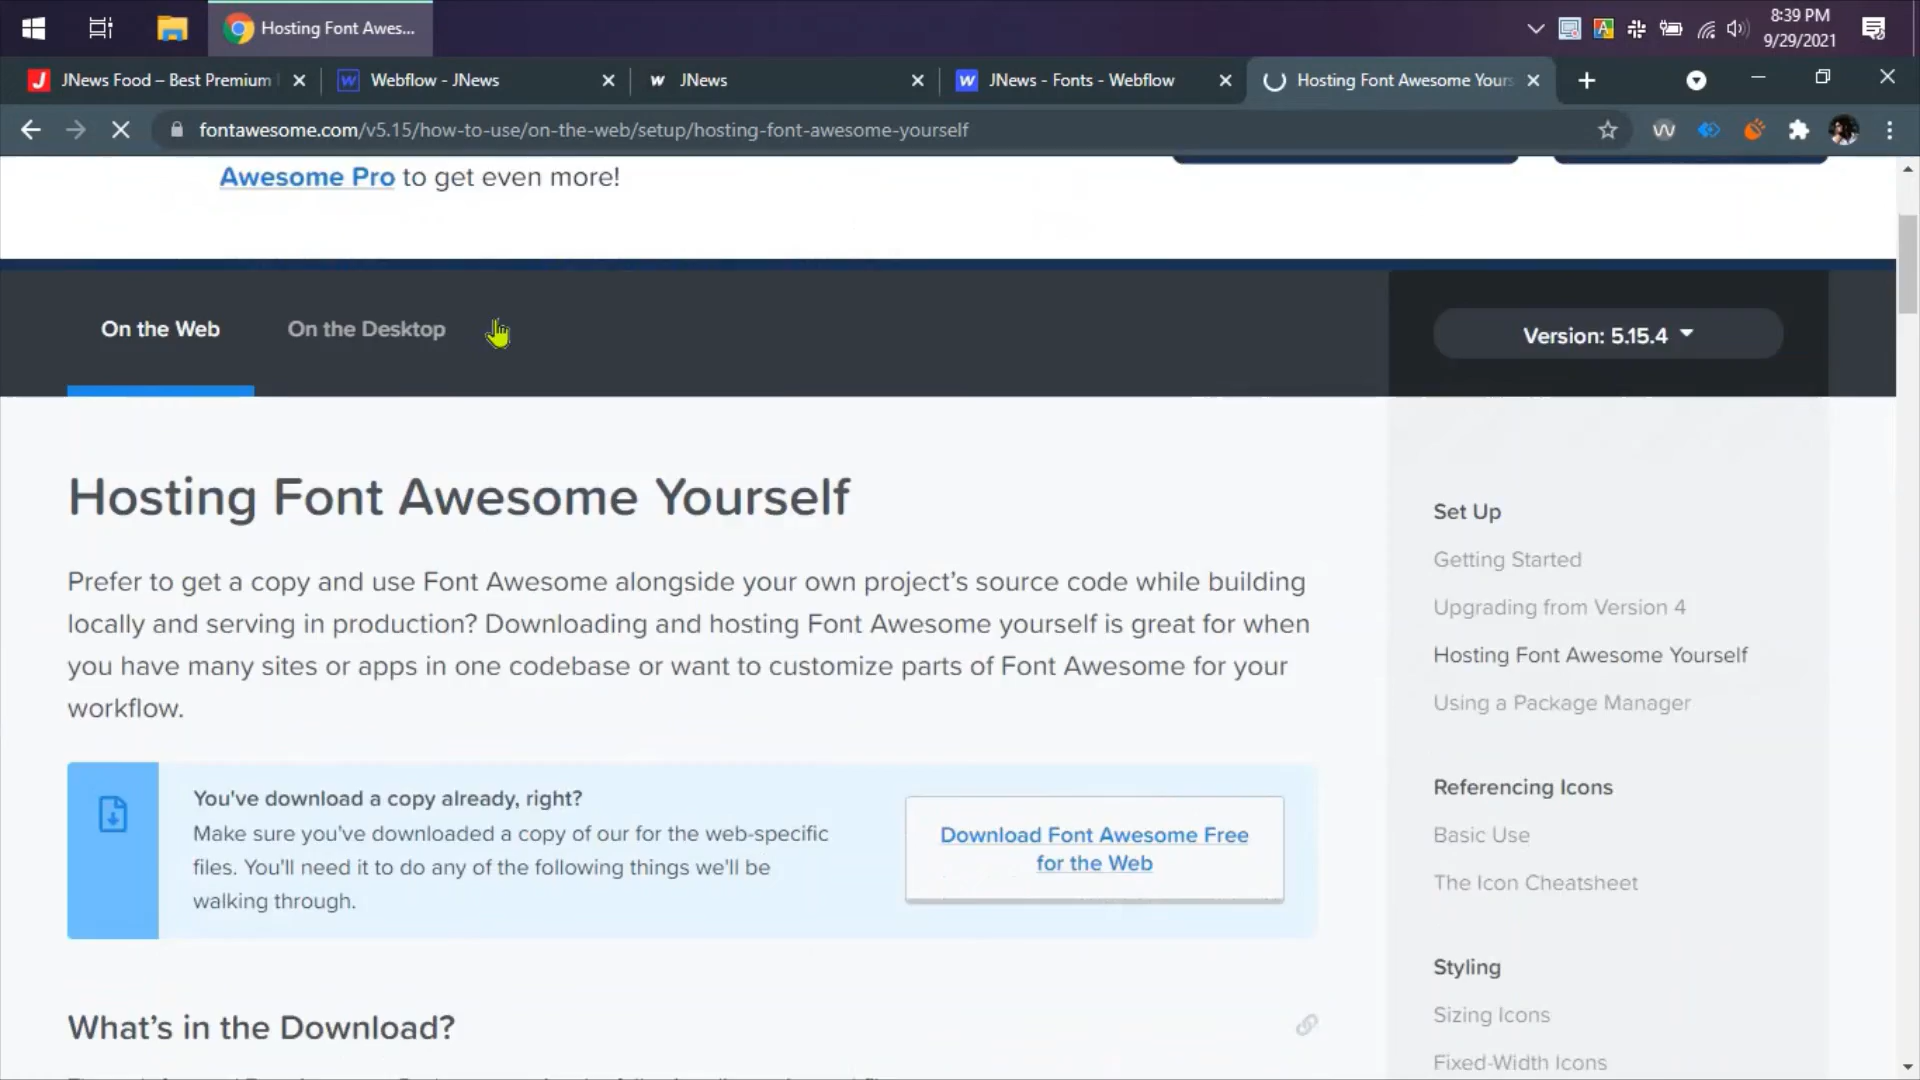 Hosting Font Awes...
8:39 PM
9/29/2021
JNews Food – Best Premium
Webflow - JNews
JNews
JNews - Fonts - Webflow
Hosting Font Awesome Yours
fontawesome.com/v5.15/how-to-use/on-the-web/setup/hosting-font-awesome-yourself
Awesome Pro to get even more!
On the Web
On the Desktop
Version: 5.15.4
Hosting Font Awesome Yourself
Prefer to get a copy and use Font Awesome alongside your own project's source code while building
locally and serving in production? Downloading and hosting Font Awesome yourself is great for when
you have many sites or apps in one codebase or want to customize parts of Font Awesome for your
workflow.
You've download a copy already, right?
Make sure you've downloaded a copy of our for the web-specific
files. You'll need it to do any of the following things we'll be
walking through.
Download Font Awesome Free
for the Web
What's in the Download?
Set Up
Getting Started
Upgrading from Version 4
Hosting Font Awesome Yourself
Using a Package Manager
Referencing Icons
Basic Use
The Icon Cheatsheet
Styling
Sizing Icons
Fixed-Width Icons